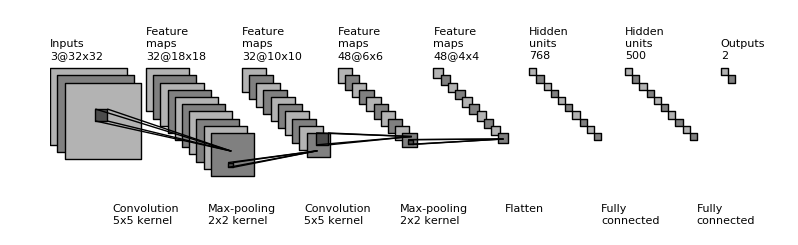 Inputs
3@32x32
Feature
maps
32@18x18
Feature
maps
32@10x10
Feature
maps
48@6x6
Feature
maps
48@4x4
Hidden
units
768
Hidden
units
500
Outputs
2
Convolution
5x5 kernel
Max-pooling
2x2 kernel
Convolution
5x5 kernel
Max-pooling
2x2 kernel
Flatten
Fully
connected
Fully
connected